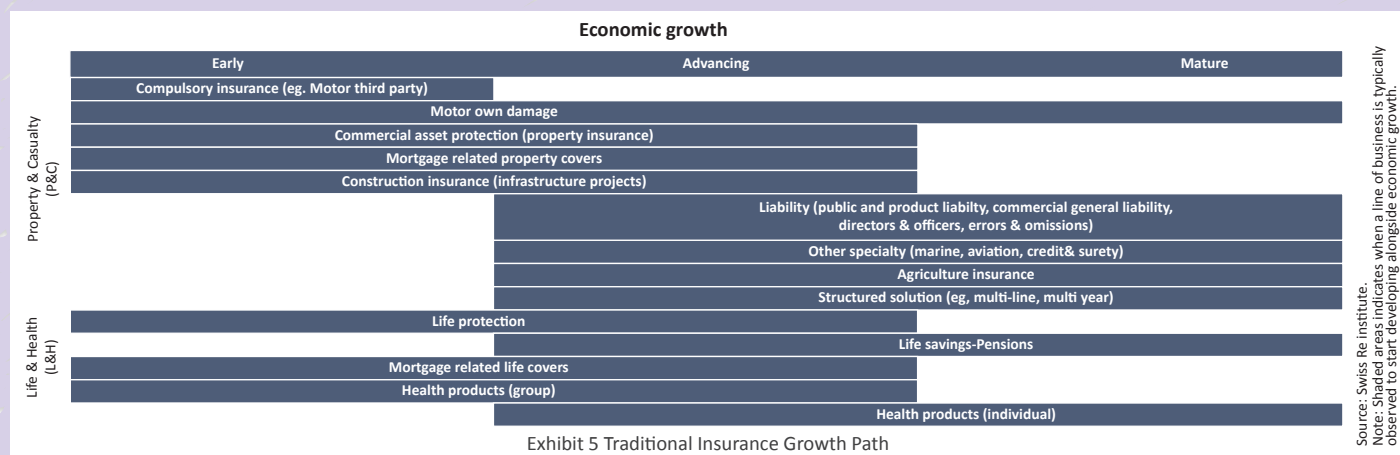 Economic growth
Early Advancing Mature
Compulsory insurance (eg. Motor third party)
Motor own damage
Commercial asset protection (property insurance)
Mortgage related property covers
Construction insurance (infrastructure projects)
Liability (public and product liabilty, commercial general liability,
directors & officers, errors & omissions)
Other specialty (marine, aviation, credit& surety)
Agriculture insurance
Structured solution (eg, multi-line, multi year)
Life protection
Life savings-Pensions
Mortgage related life covers
Health products (group)
Health products (individual)
Property & Casualty
(P&C)
Life & Health
(L&H)
Source: Swiss Re institute.
Note: Shaded areas indicates when a line of business is typically
observed to start developing alongside economic growth.
Exhibit 5 Traditional Insurance Growth Path